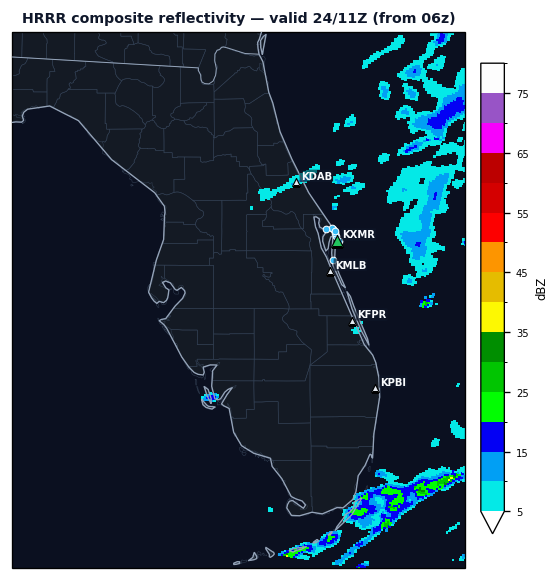 HRRR composite reflectivity — valid 24/11Z (from 06z)
KDAB
KXMR
KMLB
KFPR
KPBI
75
65
55
45
35
25
15
5
dBZ